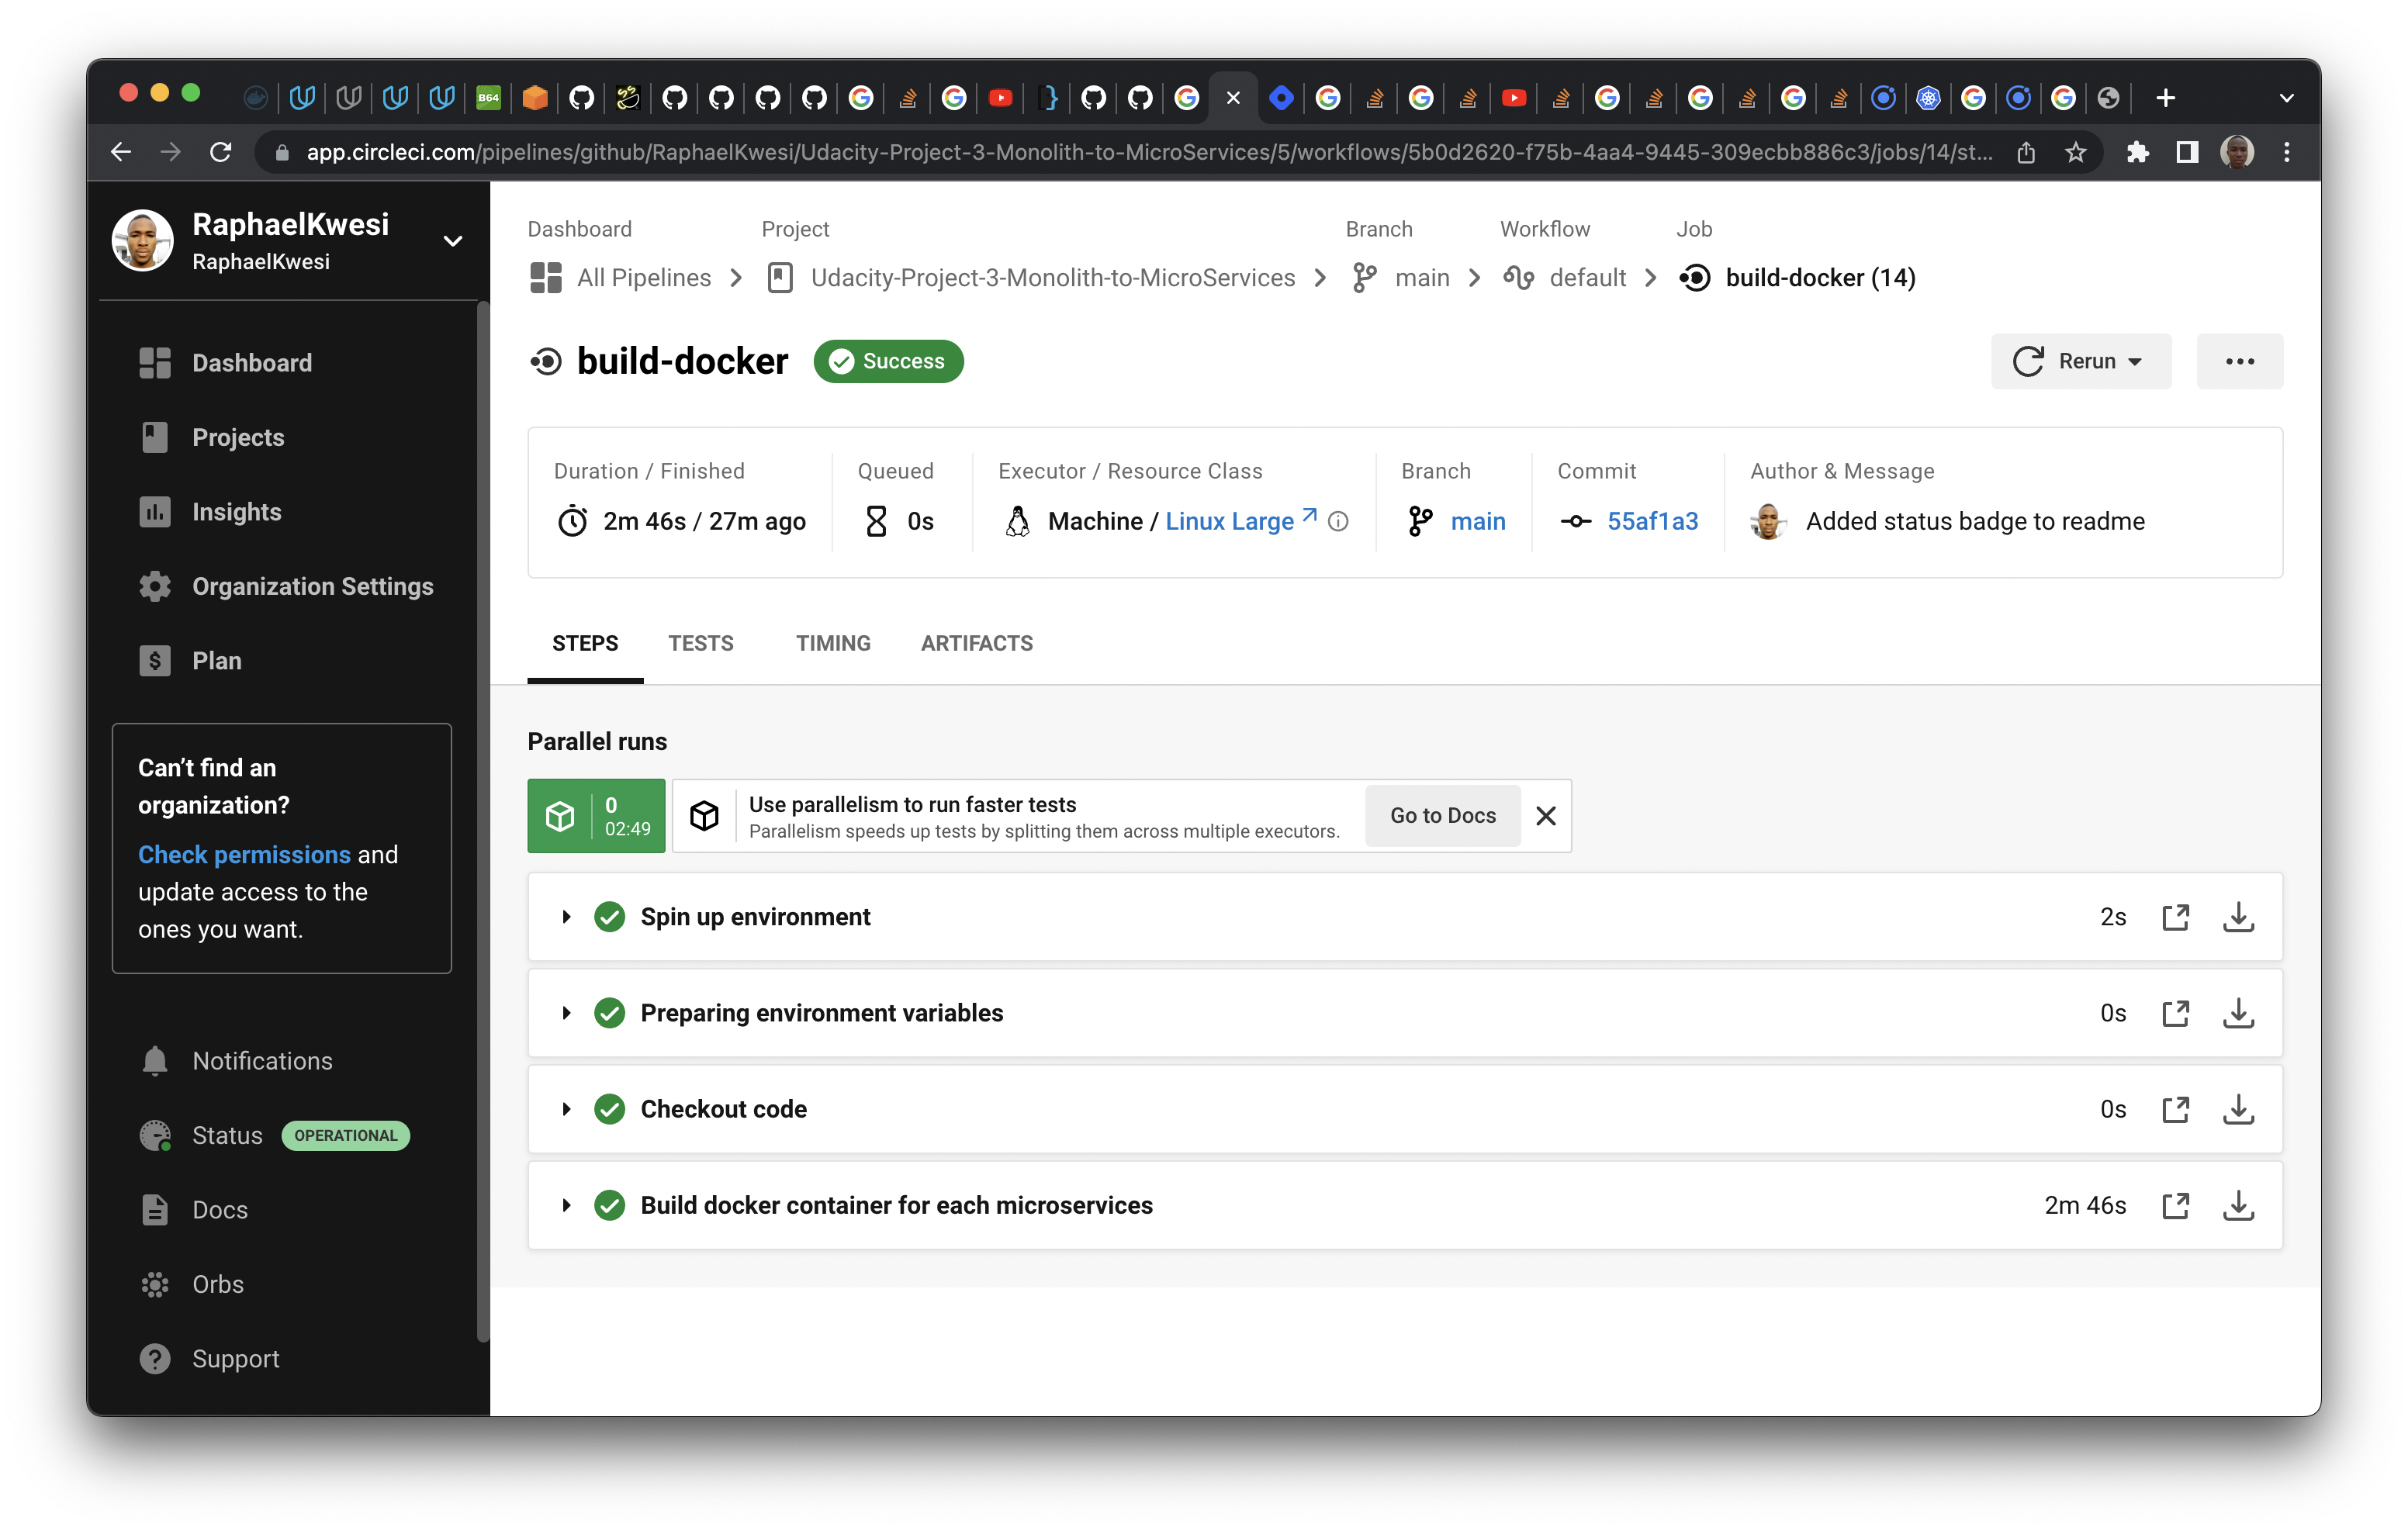 B64
app.circleci.com/pipelines/github/RaphaelKwesi/Udacity-Project-3-Monolith-to-MicroServices/5/workflows/5b0d2620-f75b-4aa4-9445-309ecbb886c3/jobs/14/st...
RaphaelKwesi
RaphaelKwesi
Dashboard
Projects
Insights
Organization Settings
Plan
Can't find an
organization?
Check permissions and
update access to the
ones you want.
Notifications
Status OPERATIONAL
Docs
Orbs
Support
Dashboard Project Branch Workflow Job
All Pipelines Udacity-Project-3-Monolith-to-MicroServices main default build-docker (14)
build-docker Success Rerun
Duration / Finished Queued Executor / Resource Class Branch Commit Author & Message
2m 46s / 27m ago 0s Machine / Linux Large main 55af1a3 Added status badge to readme
STEPS TESTS TIMING ARTIFACTS
Parallel runs
0
02:49
Use parallelism to run faster tests
Parallelism speeds up tests by splitting them across multiple executors.
Go to Docs
Spin up environment 2s
Preparing environment variables 0s
Checkout code 0s
Build docker container for each microservices 2m 46s